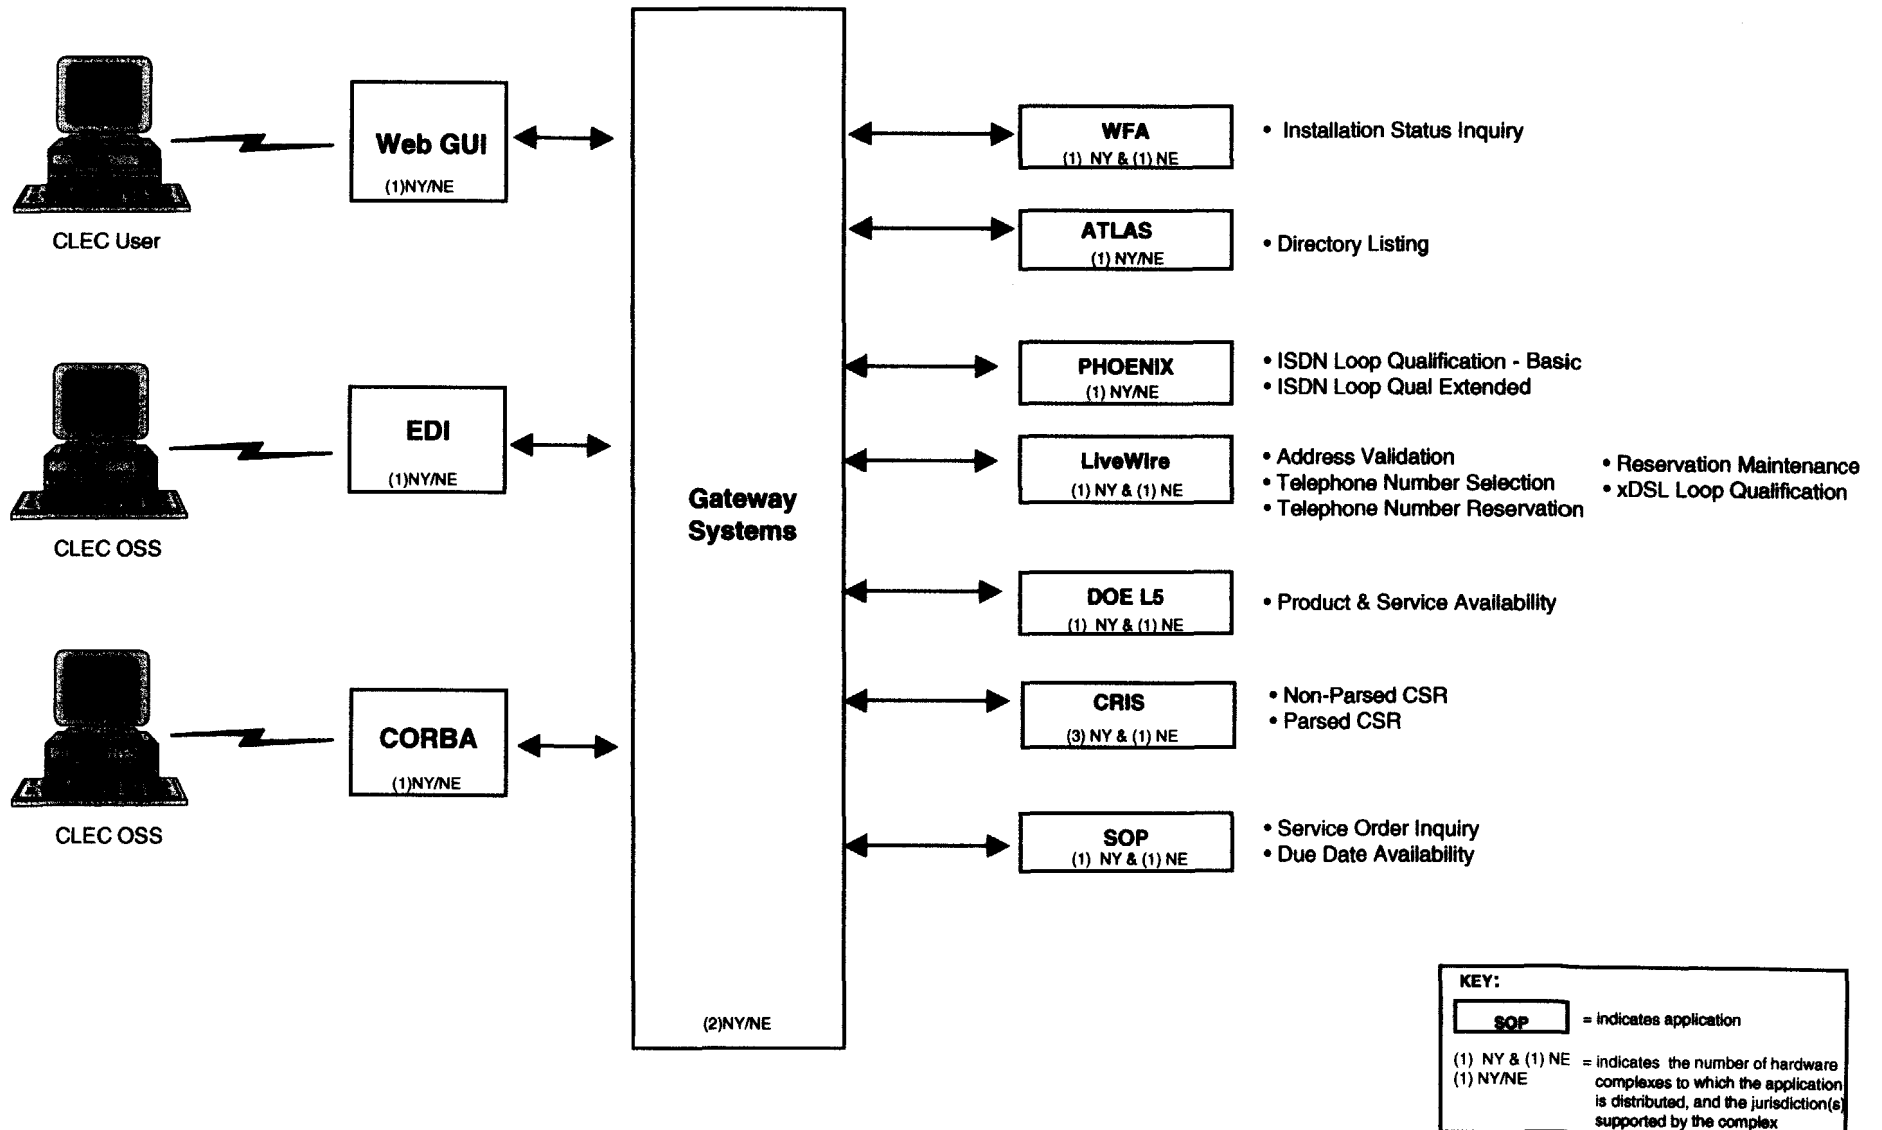 Web GUI
(1)NY/NE
CLEC User
EDI
(1)NY/NE
CLEC OSS
CORBA
(1)NY/NE
CLEC OSS
Gateway
Systems
(2)NY/NE
WFA
(1) NY & (1) NE
• Installation Status Inquiry
ATLAS
(1) NY/NE
• Directory Listing
PHOENIX
(1) NY/NE
• ISDN Loop Qualification - Basic
• ISDN Loop Qual Extended
LiveWire
(1) NY & (1) NE
• Address Validation
• Telephone Number Selection
• Telephone Number Reservation
• Reservation Maintenance
• xDSL Loop Qualification
DOE L5
(1) NY & (1) NE
• Product & Service Availability
CRIS
(3) NY & (1) NE
• Non-Parsed CSR
• Parsed CSR
SOP
(1) NY & (1) NE
• Service Order Inquiry
• Due Date Availability
KEY:
SOP = indicates application
(1) NY & (1) NE = indicates the number of hardware
(1) NY/NE complexes to which the application
is distributed, and the jurisdiction(s)
supported by the complex